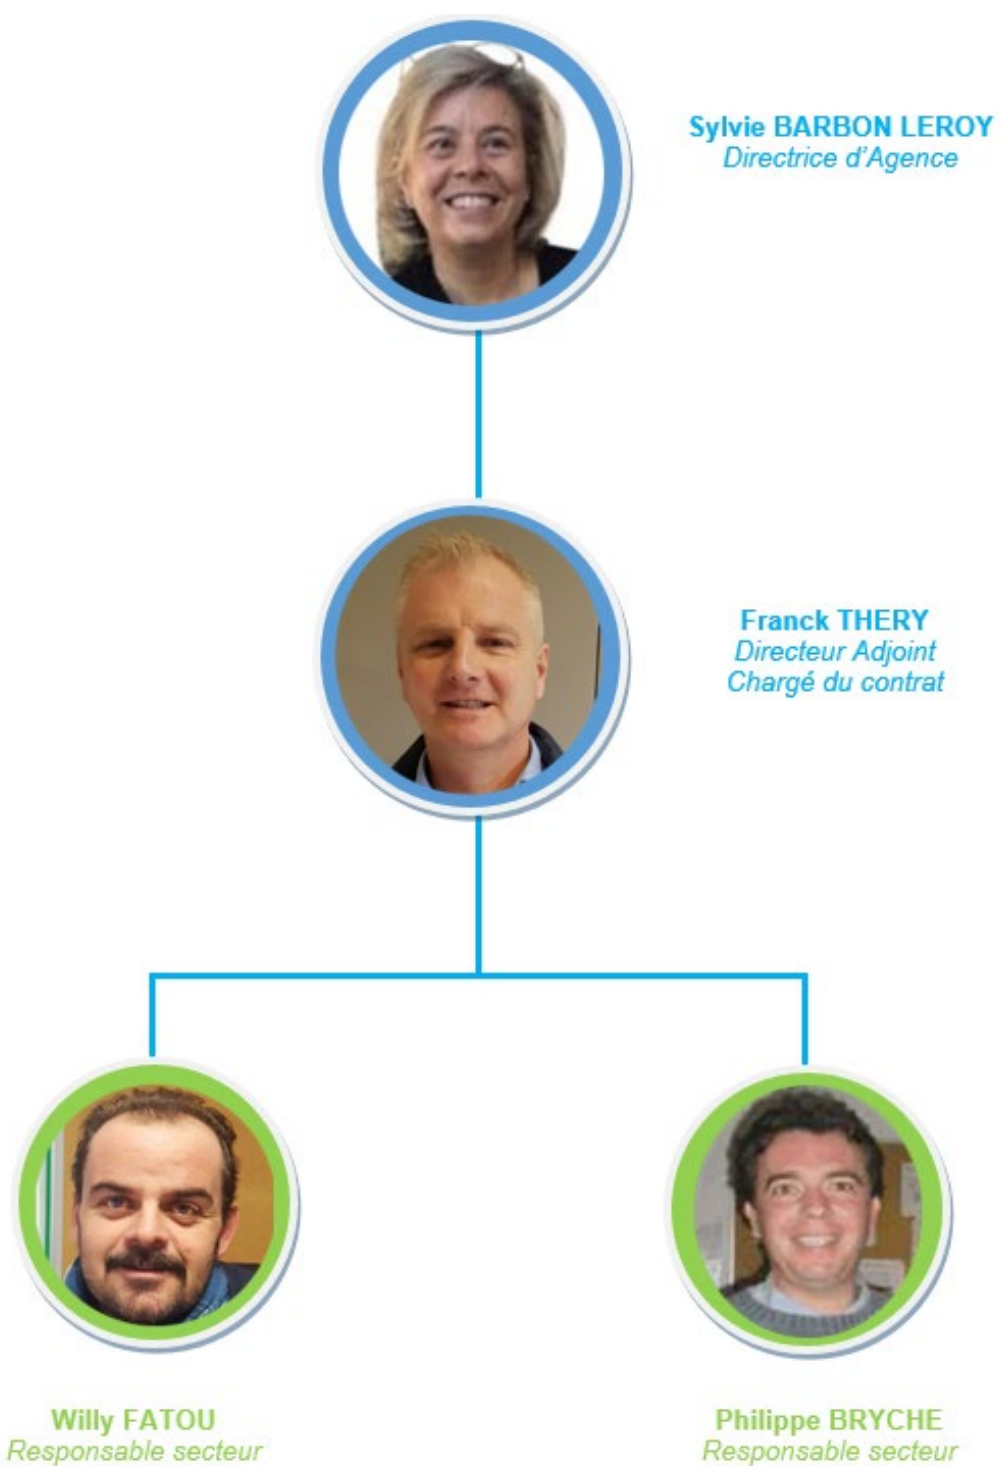 Sylvie BARBON LEROY
Directrice d'Agence
Franck THERY
Directeur Adjoint
Chargé du contrat
Willy FATOU
Responsable secteur
Philippe BRYCHE
Responsable secteur